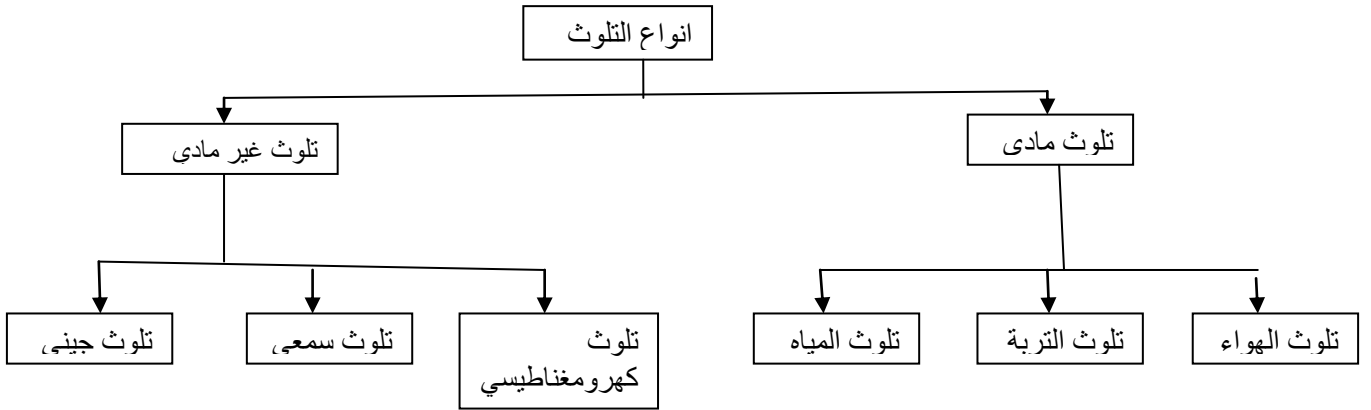 انواع التلوث
تلوث مادى
تلوث غير مادى
تلوث الهواء
تلوث التربة
تلوث المياه
تلوث
كهرومغناطيسي
تلوث سمعى
تلوث جينى